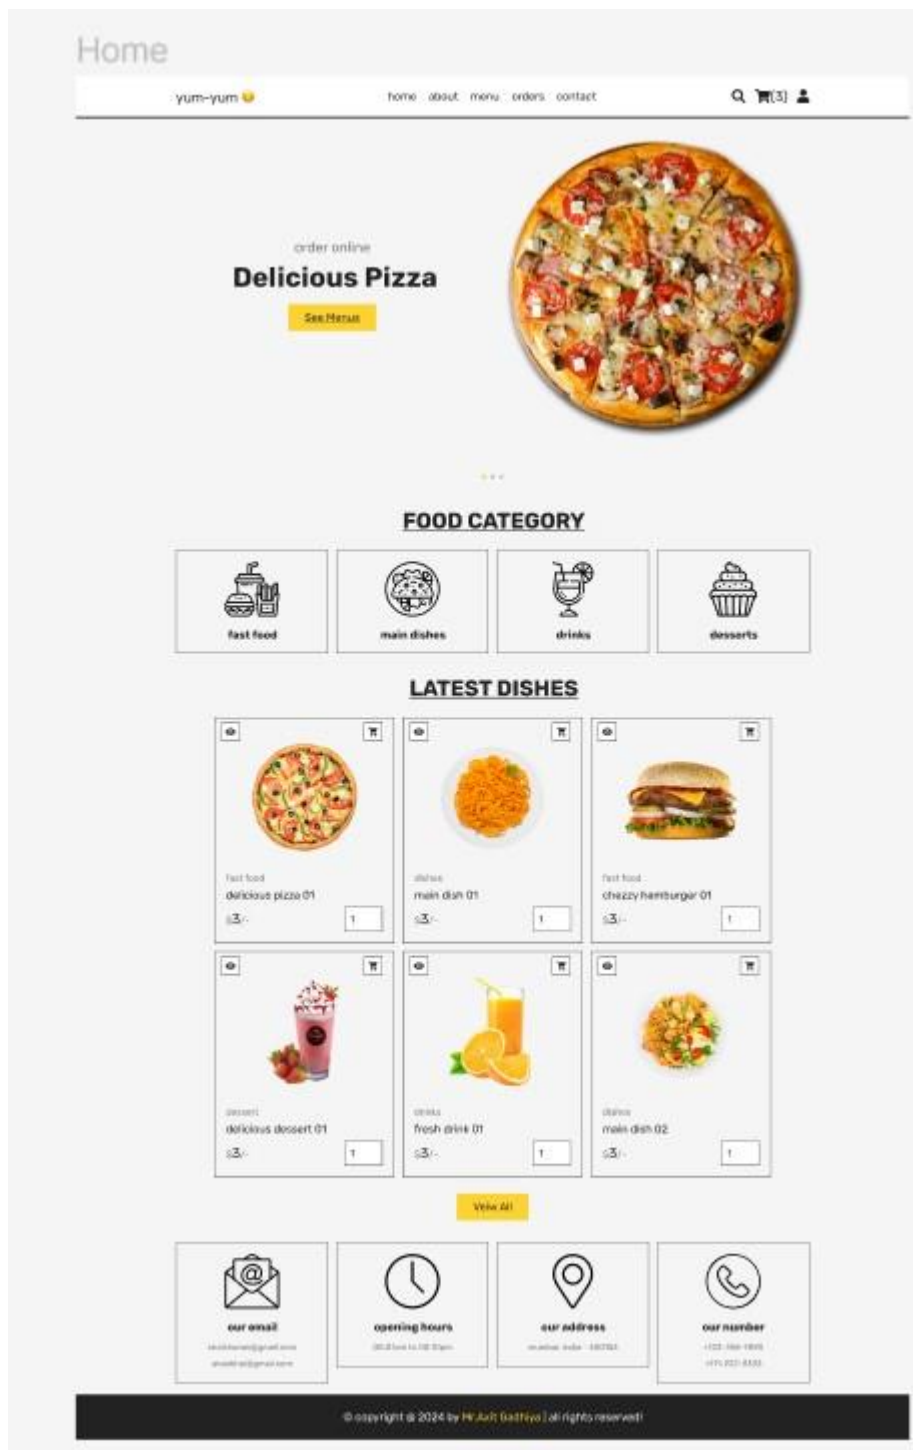 Home
yum-yum
home about menu orders contact
(3)
order online
Delicious Pizza
See Menus
FOOD CATEGORY
fast food main dishes drinks desserts
LATEST DISHES
fast food dishes fast food
delicious pizza 01 main dish 01 chezzy hamburger 01
$3/- 1 $3/- 1 $3/- 1
dessert drinks dishes
delicious dessert 01 fresh drink 01 main dish 02
$3/- 1 $3/- 1 $3/- 1
Veiw All
our email opening hours our address our number
© copyright @ 2024 by Mr.Axit Gadhiya | all rights reserved!